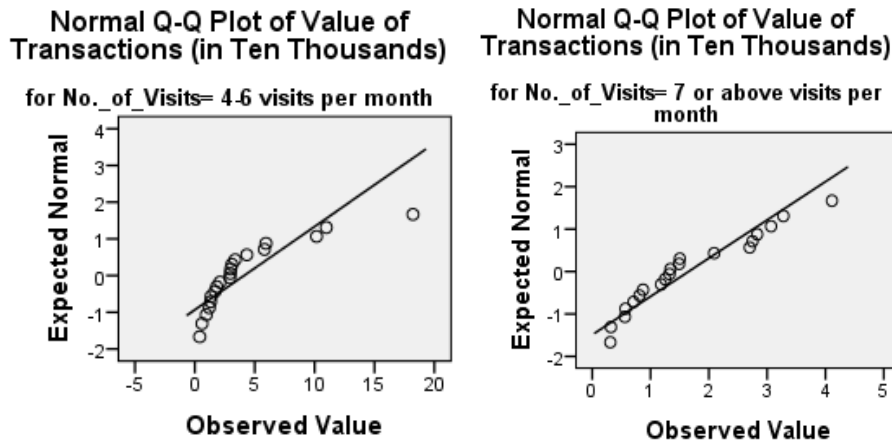 Normal Q-Q Plot of Value of
Transactions (in Ten Thousands)
for No._of_Visits= 4-6 visits per month
Expected Normal
4
3
2
1
0
-1
-2
-5
0
5
10
15
20
Observed Value
Normal Q-Q Plot of Value of
Transactions (in Ten Thousands)
for No._of_Visits= 7 or above visits per
month
Expected Normal
3
2
1
0
-1
-2
0
1
2
3
4
5
Observed Value